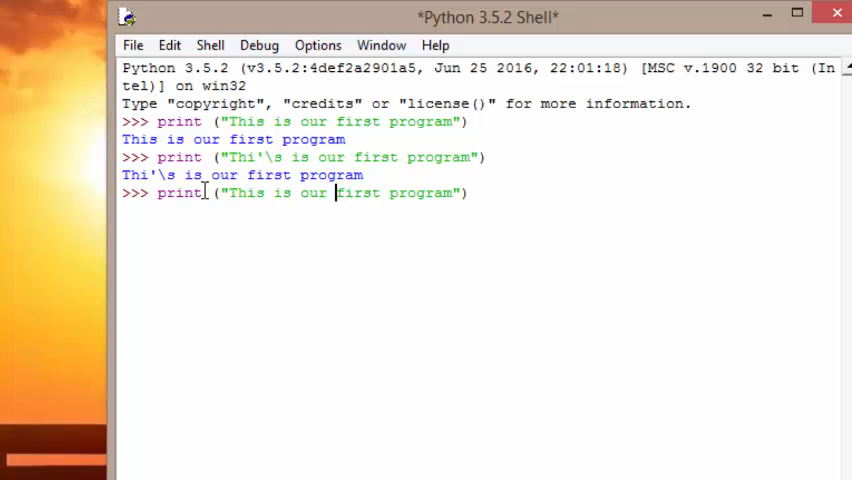 *Python 3.5.2 Shell*
File Edit Shell Debug Options Window Help
Python 3.5.2 (v3.5.2:4def2a2901a5, Jun 25 2016, 22:01:18) [MSC v.1900 32 bit (In
tel)] on win32
Type "copyright", "credits" or "license()" for more information.
>>> print ("This is our first program")
This is our first program
>>> print ("Thi'\s is our first program")
Thi'\s is our first program
>>> print ("This is our first program")